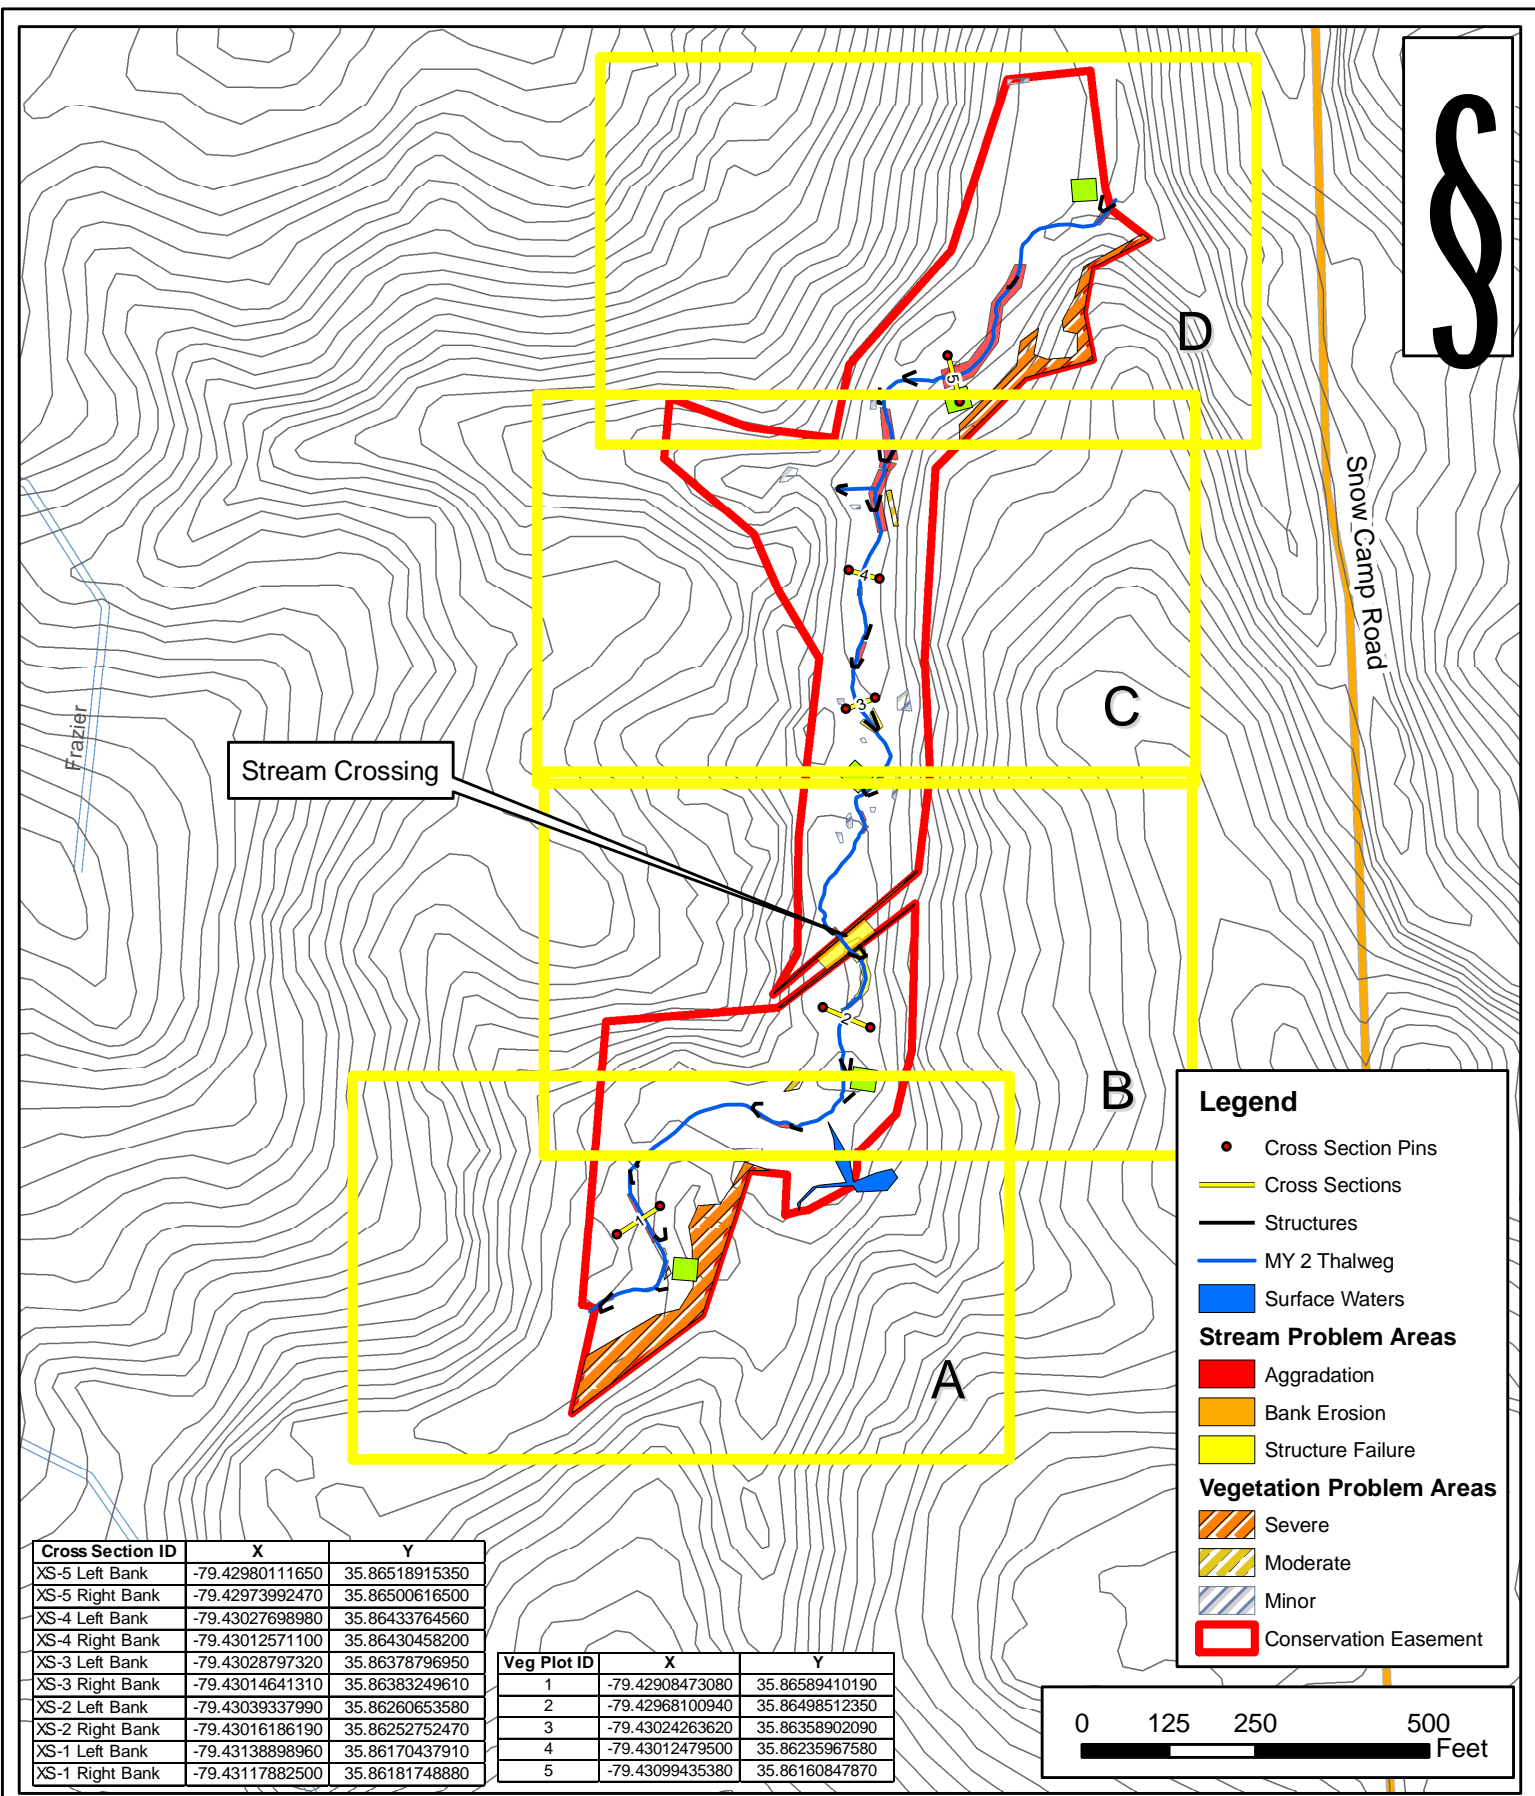 §
D
5
Snow Camp Road
4
C
3
Frazier
Stream Crossing
2
B
1
A
Legend
Cross Section Pins
Cross Sections
Structures
MY 2 Thalweg
Surface Waters
Stream Problem Areas
Aggradation
Bank Erosion
Structure Failure
Vegetation Problem Areas
Severe
Moderate
Minor
Conservation Easement
Cross Section ID X Y
XS-5 Left Bank -79.42980111650 35.86518915350
XS-5 Right Bank -79.42973992470 35.86500616500
XS-4 Left Bank -79.43027698980 35.86433764560
XS-4 Right Bank -79.43012571100 35.86430458200
XS-3 Left Bank -79.43028797320 35.86378796950
XS-3 Right Bank -79.43014641310 35.86383249610
XS-2 Left Bank -79.43039337990 35.86260653580
XS-2 Right Bank -79.43016186190 35.86252752470
XS-1 Left Bank -79.43138898960 35.86170437910
XS-1 Right Bank -79.43117882500 35.86181748880
Veg Plot ID X Y
1 -79.42908473080 35.86589410190
2 -79.42968100940 35.86498512350
3 -79.43024263620 35.86358902090
4 -79.43012479500 35.86235967580
5 -79.43099435380 35.86160847870
0 125 250 500
Feet